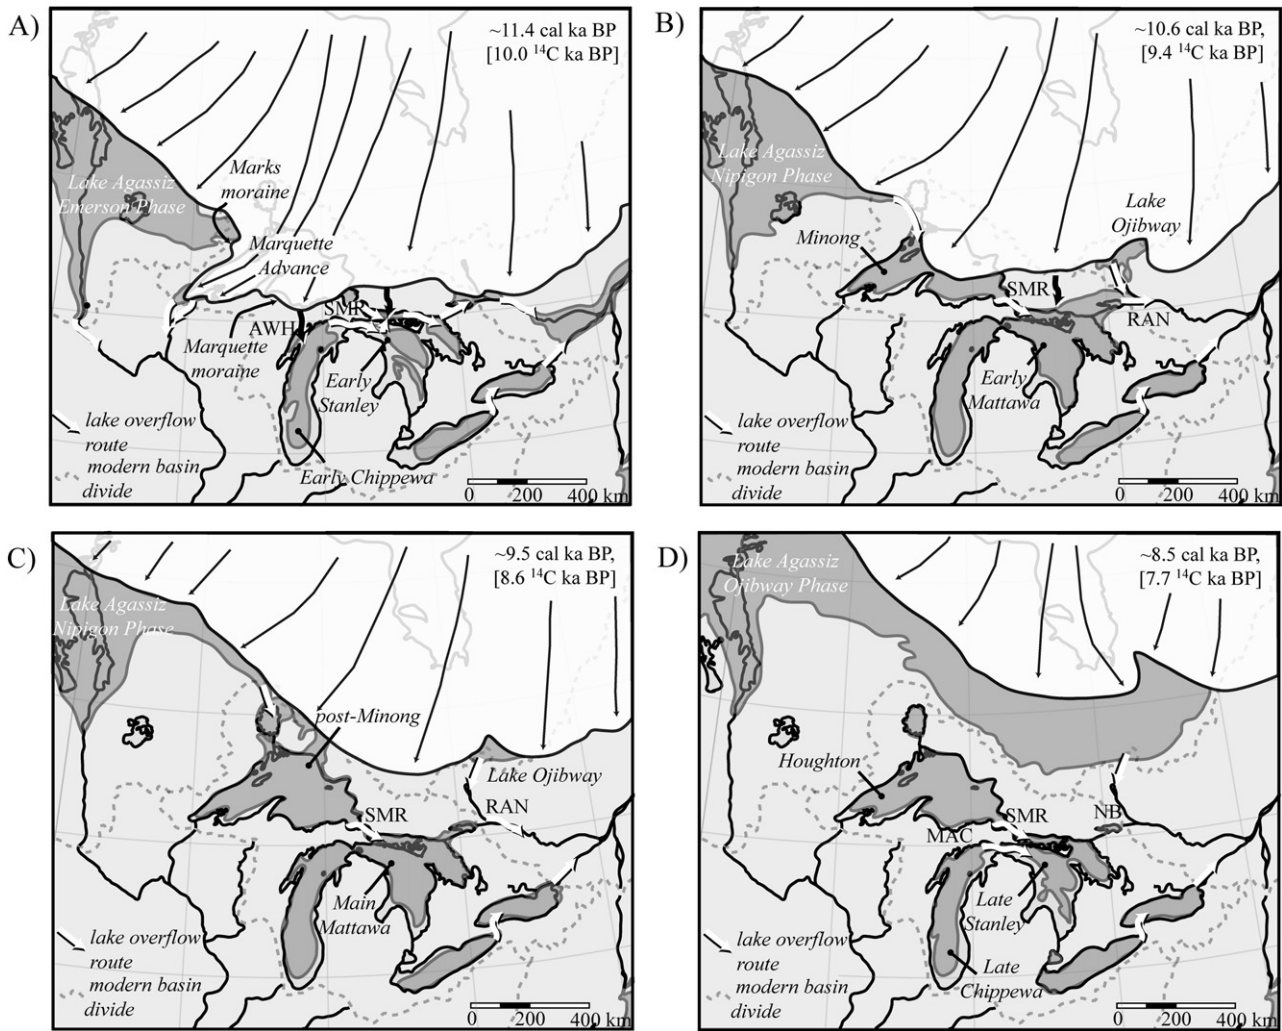 A)
~11.4 cal ka BP
[10.0 ¹⁴C ka BP]
Marks
moraine
Lake Agassiz
Emerson Phase
Marquette
Advance
SMR
AWH
Marquette
moraine
Early
Stanley
lake overflow
route
modern basin
divide
Early Chippewa
0 200 400 km
B)
~10.6 cal ka BP,
[9.4 ¹⁴C ka BP]
Lake Agassiz
Nipigon Phase
Lake
Ojibway
Minong
SMR
RAN
Early
Mattawa
lake overflow
route
modern basin
divide
0 200 400 km
C)
~9.5 cal ka BP,
[8.6 ¹⁴C ka BP]
Lake Agassiz
Nipigon Phase
post-Minong
Lake Ojibway
SMR
RAN
Main
Mattawa
lake overflow
route
modern basin
divide
0 200 400 km
D)
~8.5 cal ka BP,
[7.7 ¹⁴C ka BP]
Lake Agassiz
Ojibway Phase
Houghton
SMR
NB
MAC
Late
Stanley
lake overflow
route
modern basin
divide
Late
Chippewa
0 200 400 km